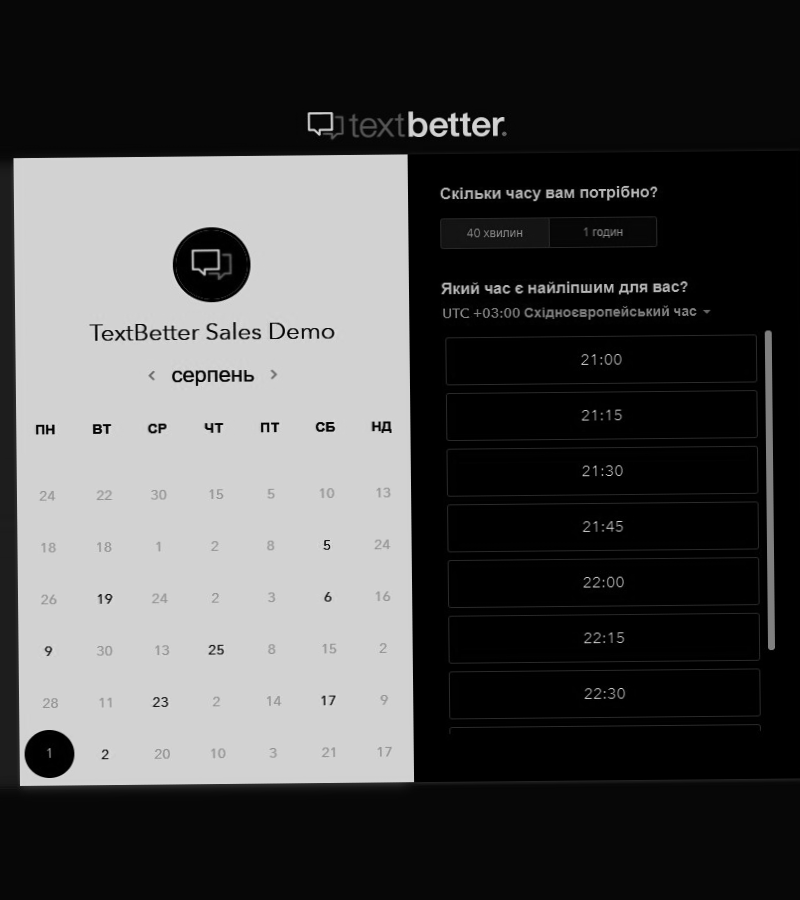 textbetter.
TextBetter Sales Demo
серпень
ПН ВТ СР ЧТ ПТ СБ НД
24 22 30 15 5 10 13
18 18 1 2 8 5 24
26 19 24 2 3 6 16
9 30 13 25 8 15 2
28 11 23 2 14 17 9
1 2 20 10 3 21 17
Скільки часу вам потрібно?
40 хвилин 1 годин
Який час є найліпшим для вас?
UTC +03:00 Східноєвропейський час
21:00
21:15
21:30
21:45
22:00
22:15
22:30